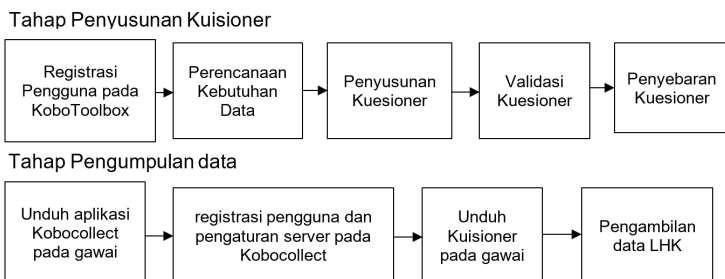 Tahap Penyusunan Kuisioner
Registrasi
Pengguna pada
KoboToolbox
Perencanaan
Kebutuhan
Data
Penyusunan
Kuesioner
Validasi
Kuesioner
Penyebaran
Kuesioner
Tahap Pengumpulan data
Unduh aplikasi
Kobocollect
pada gawai
registrasi pengguna dan
pengaturan server pada
Kobocollect
Unduh
Kuisioner
pada gawai
Pengambilan
data LHK